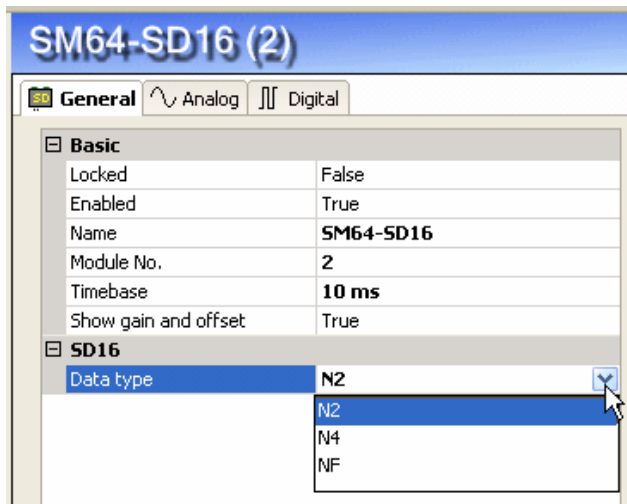 SM64-SD16 (2)
SD General Analog Digital
Basic
Locked False
Enabled True
Name SM64-SD16
Module No. 2
Timebase 10 ms
Show gain and offset True
SD16
Data type N2
N2
N4
NF